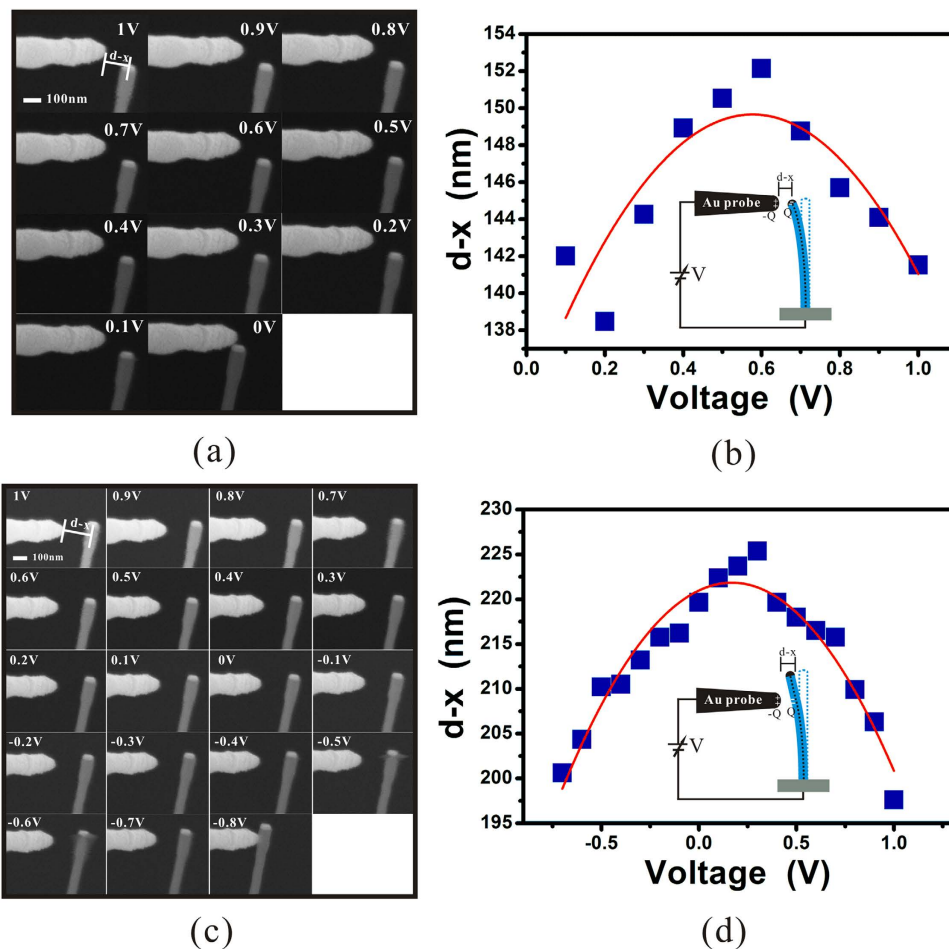 1V 0.9V 0.8V
d-x
100nm
0.7V 0.6V 0.5V
0.4V 0.3V 0.2V
0.1V 0V
(a)
154
152
150
148
146
144
142
140
138
d-x (nm)
d-x
Au probe
-Q Q
V
0.0 0.2 0.4 0.6 0.8 1.0
Voltage (V)
(b)
1V 0.9V 0.8V 0.7V
d-x
100nm
0.6V 0.5V 0.4V 0.3V
0.2V 0.1V 0V -0.1V
-0.2V -0.3V -0.4V -0.5V
-0.6V -0.7V -0.8V
(c)
230
225
220
215
210
205
200
195
d-x (nm)
d-x
Au probe
-Q Q
V
-0.5 0.0 0.5 1.0
Voltage (V)
(d)